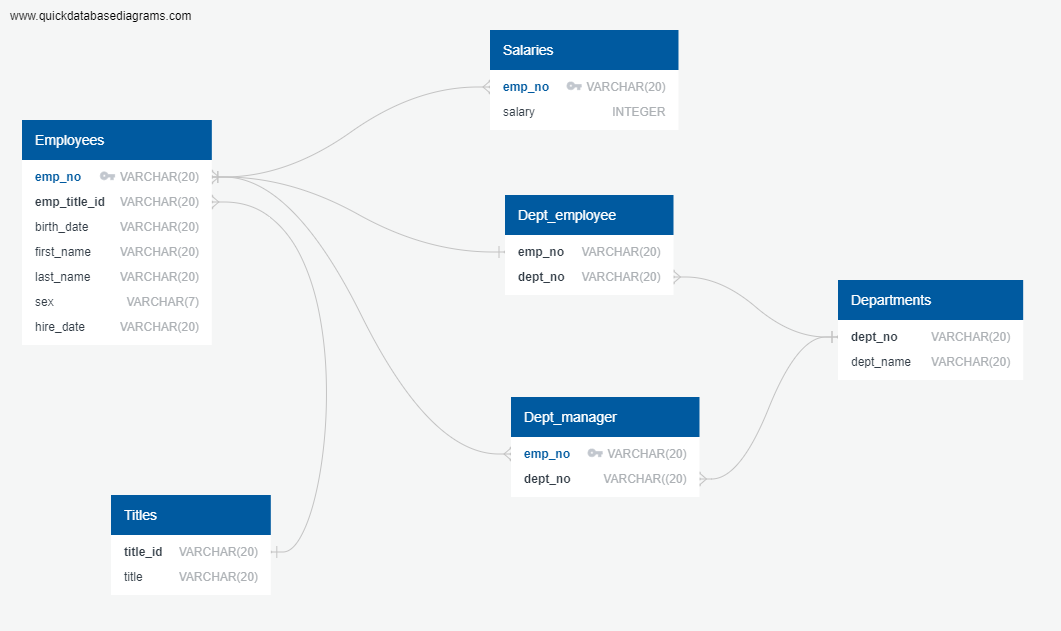 www.quickdatabasediagrams.com
Salaries
emp_no VARCHAR(20)
salary INTEGER
Employees
emp_no VARCHAR(20)
emp_title_id VARCHAR(20)
birth_date VARCHAR(20)
first_name VARCHAR(20)
last_name VARCHAR(20)
sex VARCHAR(7)
hire_date VARCHAR(20)
Dept_employee
emp_no VARCHAR(20)
dept_no VARCHAR(20)
Departments
dept_no VARCHAR(20)
dept_name VARCHAR(20)
Dept_manager
emp_no VARCHAR(20)
dept_no VARCHAR((20)
Titles
title_id VARCHAR(20)
title VARCHAR(20)